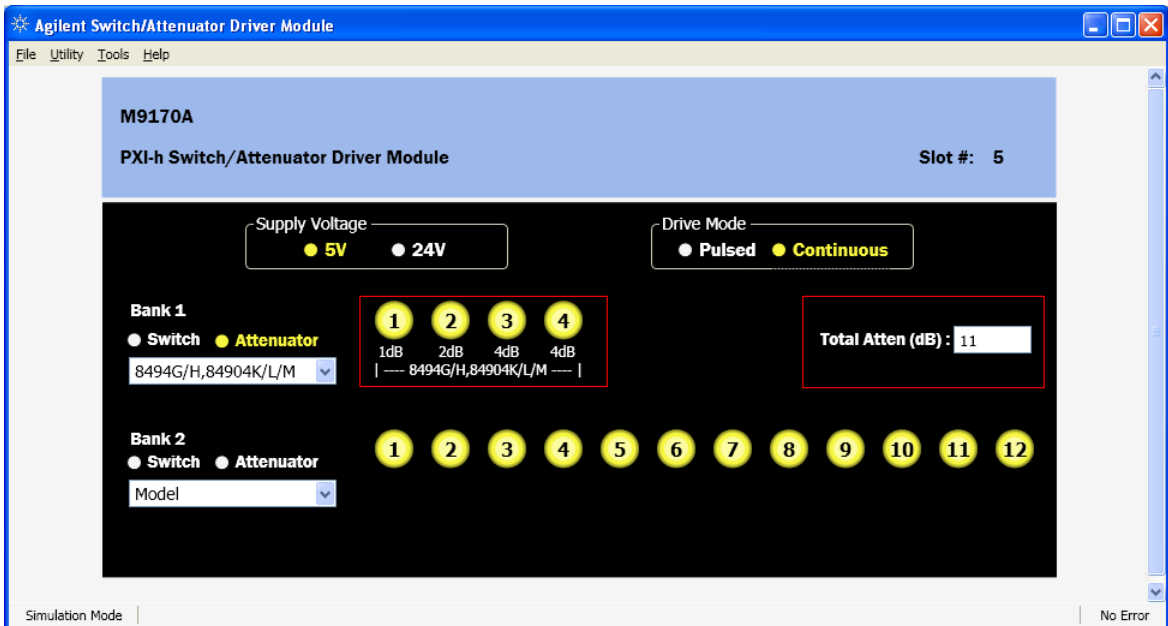 Agilent Switch/Attenuator Driver Module
File Utility Tools Help
M9170A
PXI-h Switch/Attenuator Driver Module Slot #: 5
Supply Voltage Drive Mode
5V 24V Pulsed Continuous
Bank 1
Switch Attenuator
8494G/H,84904K/L/M
1 2 3 4
1dB 2dB 4dB 4dB
| ---- 8494G/H,84904K/L/M ---- |
Total Atten (dB) : 11
Bank 2
Switch Attenuator
Model
1 2 3 4 5 6 7 8 9 10 11 12
Simulation Mode No Error